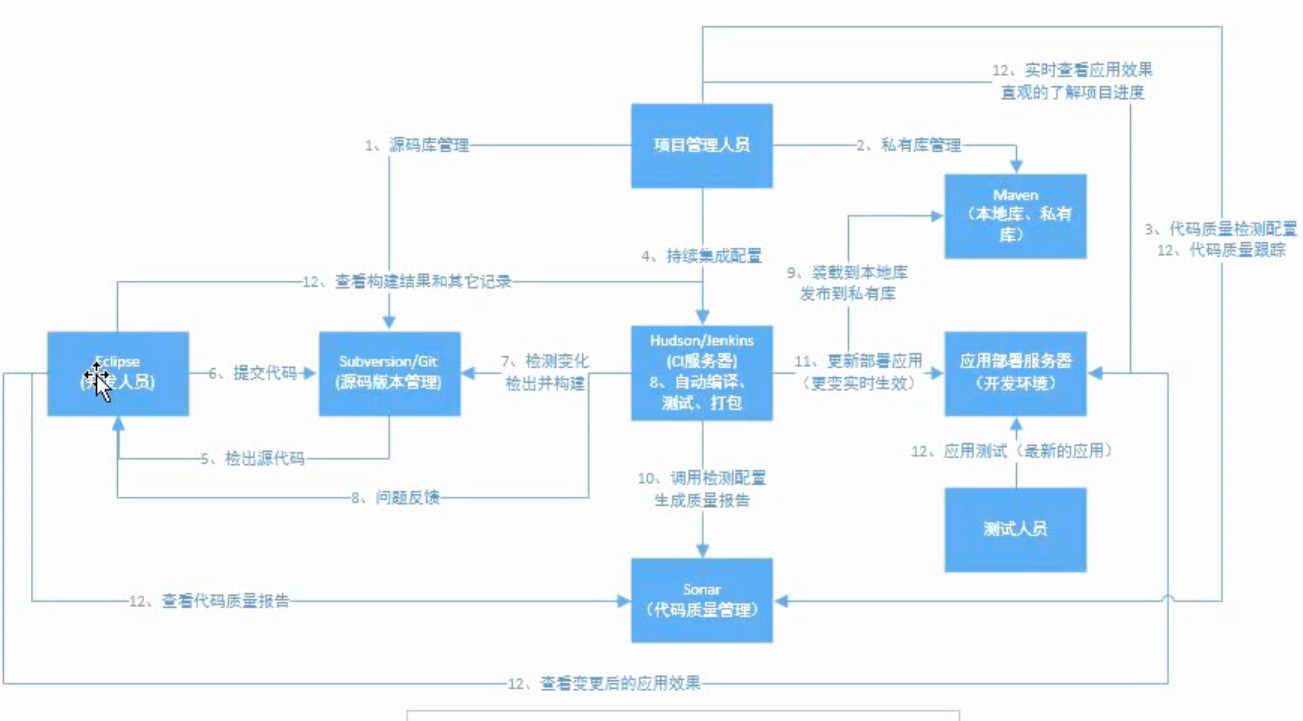 12、实时查看应用效果
直观的了解项目进度
项目管理人员
1、源码库管理
2、私有库管理
Maven
（本地库、私有
库）
3、代码质量检测配置
12、代码质量跟踪
4、持续集成配置
9、装载到本地库
发布到私有库
12、查看构建结果和其它记录
Eclipse
(开发人员)
6、提交代码
Subversion/Git
(源码版本管理)
7、检测变化
检出并构建
Hudson/Jenkins
(CI服务器)
8、自动编译、
测试、打包
11、更新部署应用
（更变实时生效）
应用部署服务器
（开发环境）
5、检出源代码
12、应用测试（最新的应用）
8、问题反馈
10、调用检测配置
生成质量报告
测试人员
12、查看代码质量报告
Sonar
（代码质量管理）
12、查看变更后的应用效果